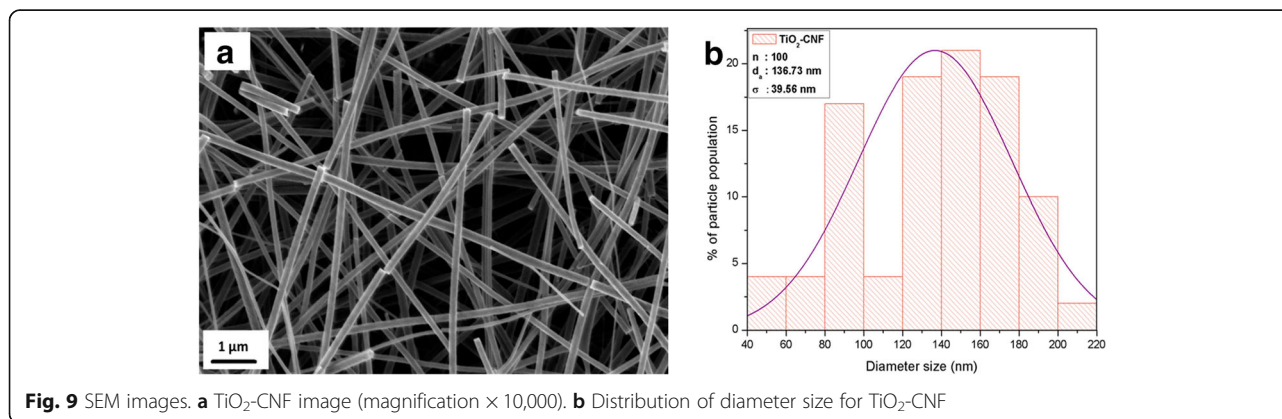 a
1 μm
b
TiO₂-CNF
n : 100
dₐ : 136.73 nm
σ : 39.56 nm
% of particle population
20
15
10
5
0
40 60 80 100 120 140 160 180 200 220
Diameter size (nm)
Fig. 9 SEM images. a TiO₂-CNF image (magnification × 10,000). b Distribution of diameter size for TiO₂-CNF